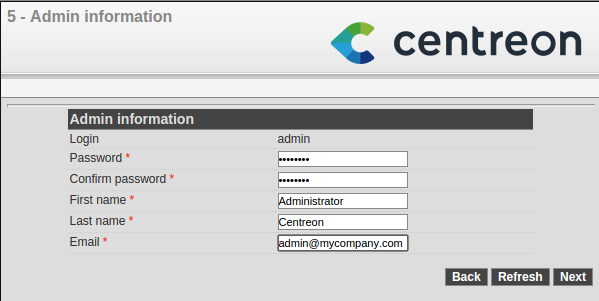 5 - Admin information
centreon
Admin information
Login admin
Password * ••••••••
Confirm password * ••••••••
First name * Administrator
Last name * Centreon
Email * admin@mycompany.com
Back Refresh Next